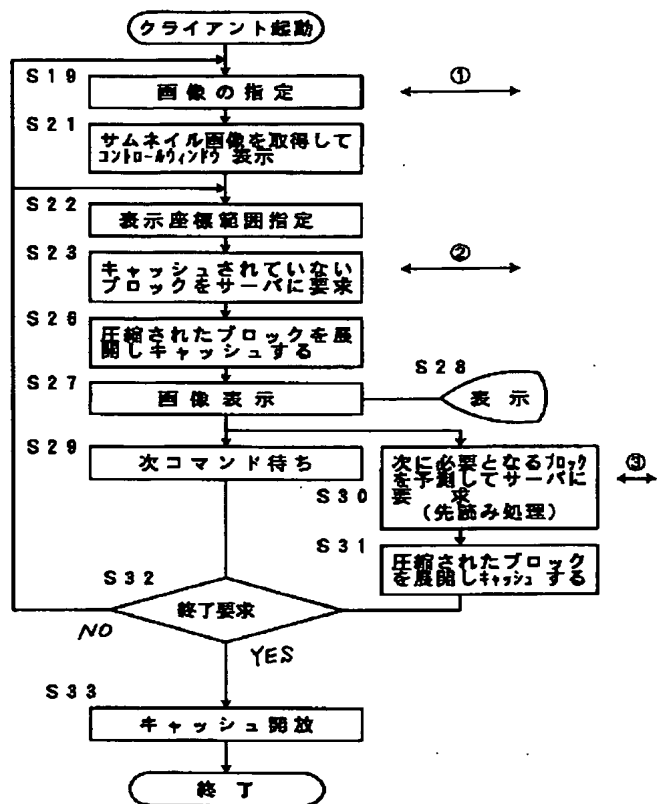 クライアント起動
S19
画像の指定
①
S21
サムネイル画像を取得して
コントロールウィンドウ 表示
S22
表示座標範囲指定
S23
キャッシュされていない
ブロックをサーバに要求
②
S26
圧縮されたブロックを展
開しキャッシュする
S27
画像表示
S28
表示
S29
次コマンド待ち
S30
次に必要となるブロック
を予測してサーバに
要 求
(先読み処理)
③
S31
圧縮されたブロック
を展開しキャッシュする
S32
終了要求
NO
YES
S33
キャッシュ開放
終了